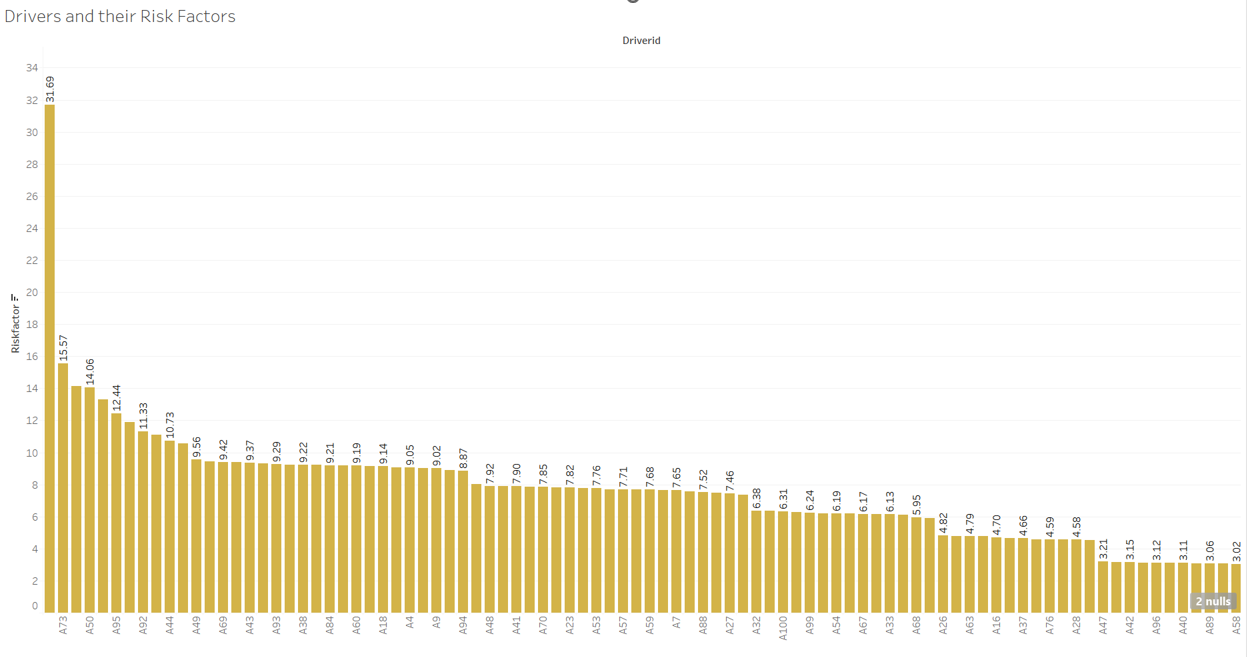 Drivers and their Risk Factors
Driverid
Riskfactor
34
32
30
28
26
24
22
20
18
16
14
12
10
8
6
4
2
0
31.69
15.57
14.06
12.44
11.33
10.73
9.56
9.42
9.37
9.29
9.22
9.21
9.19
9.14
9.05
9.02
8.87
7.92
7.90
7.85
7.82
7.76
7.71
7.68
7.65
7.52
7.46
6.38
6.31
6.24
6.19
6.17
6.13
5.95
4.82
4.79
4.70
4.66
4.59
4.58
3.21
3.15
3.12
3.11
3.06
3.02
2 nulls
A73
A50
A95
A92
A44
A49
A69
A43
A93
A38
A84
A60
A18
A4
A9
A94
A48
A41
A70
A23
A53
A57
A59
A7
A88
A27
A32
A100
A99
A54
A67
A33
A68
A26
A63
A16
A37
A76
A28
A47
A42
A96
A40
A89
A58